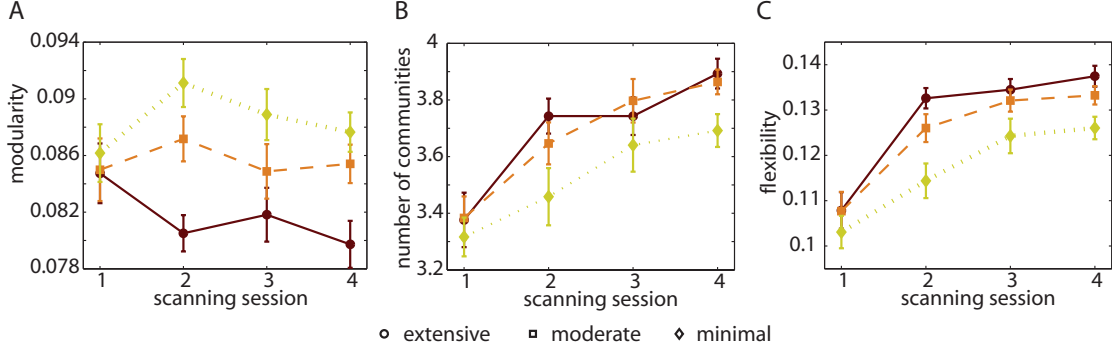 A
modularity
0.094
0.09
0.086
0.082
0.078
1 2 3 4
scanning session
B
number of communities
4
3.8
3.6
3.4
3.2
1 2 3 4
scanning session
C
flexibility
0.14
0.13
0.12
0.11
0.1
1 2 3 4
scanning session
extensive moderate minimal